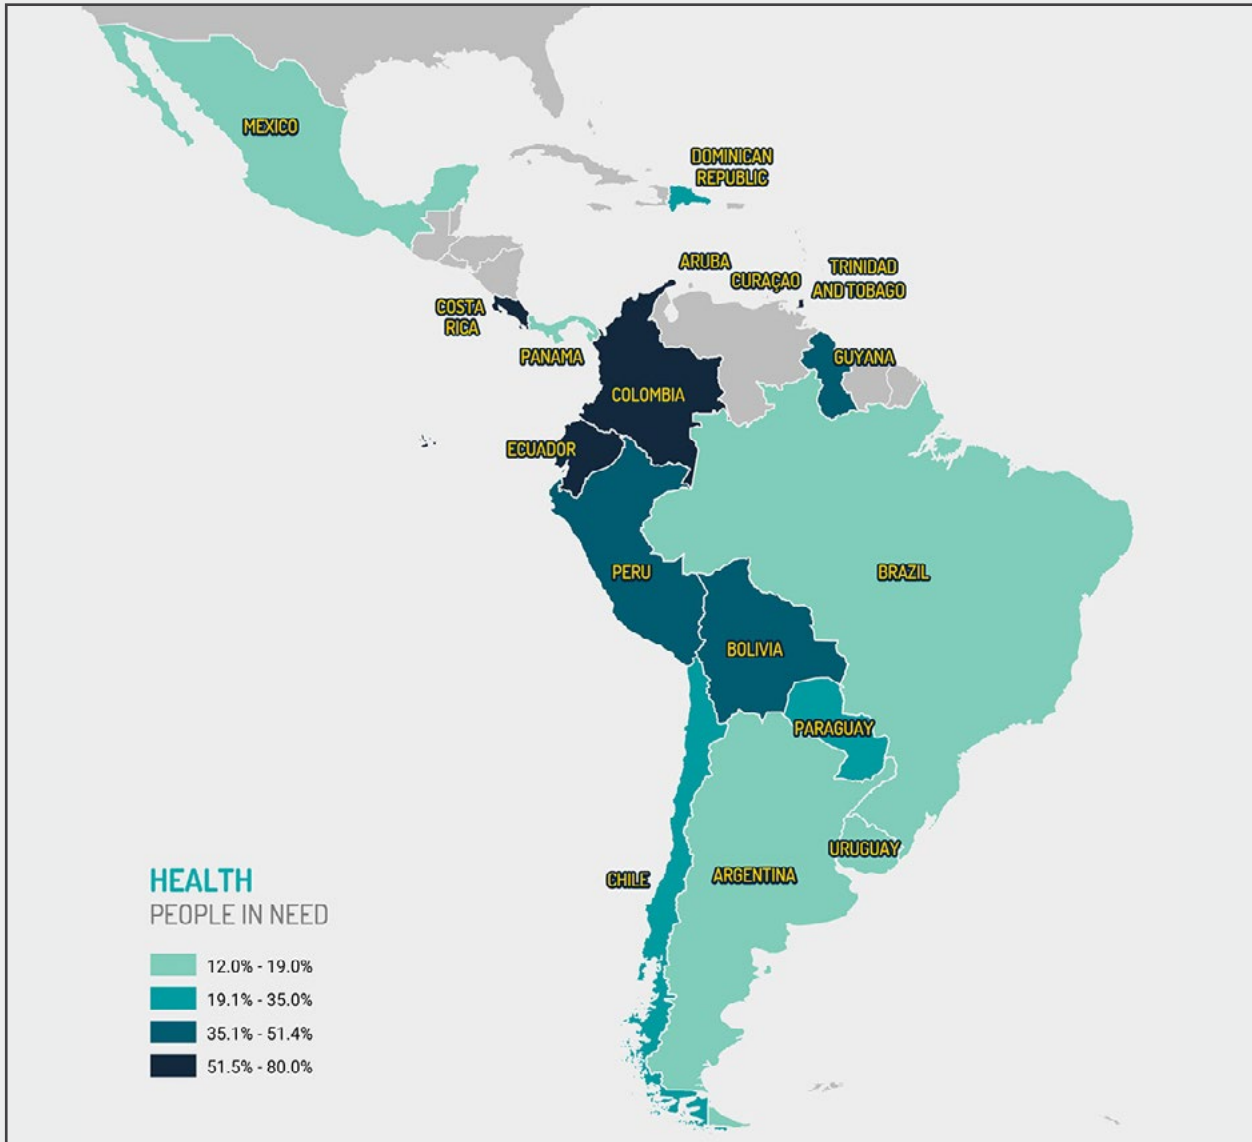 MEXICO
DOMINICAN
REPUBLIC
ARUBA
CURAÇAO
TRINIDAD
AND TOBAGO
COSTA
RICA
PANAMA
GUYANA
COLOMBIA
ECUADOR
PERU
BRAZIL
BOLIVIA
PARAGUAY
URUGUAY
CHILE
ARGENTINA
HEALTH
PEOPLE IN NEED
12.0% - 19.0%
19.1% - 35.0%
35.1% - 51.4%
51.5% - 80.0%